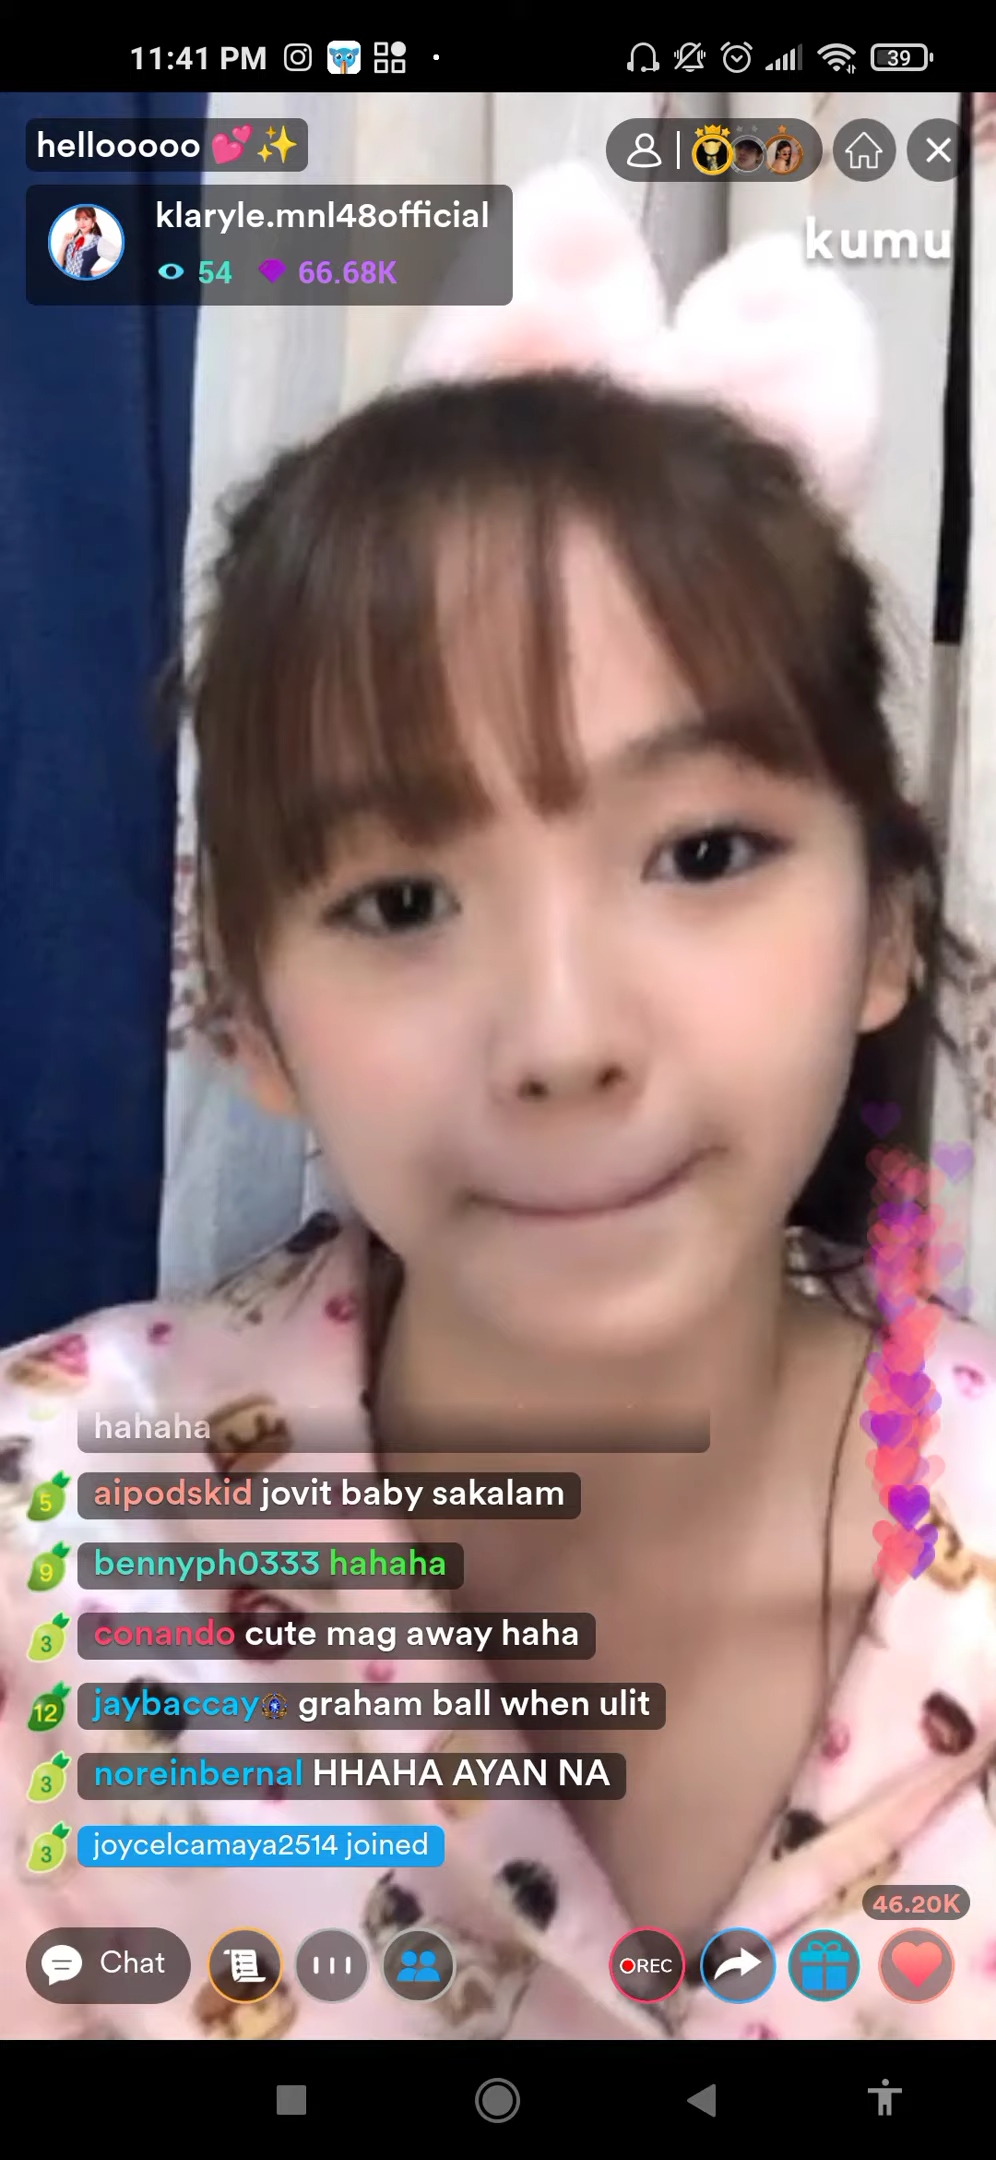 11:41 PM
39
hellooooo 💕✨
klaryle.mnl48official
54 66.68K
kumu
hahaha
5 aipodskid jovit baby sakalam
9 bennyph0333 hahaha
3 conando cute mag away haha
12 jaybaccay graham ball when ulit
3 noreinbernal HHAHA AYAN NA
3 joycelcamaya2514 joined
46.20K
Chat
REC